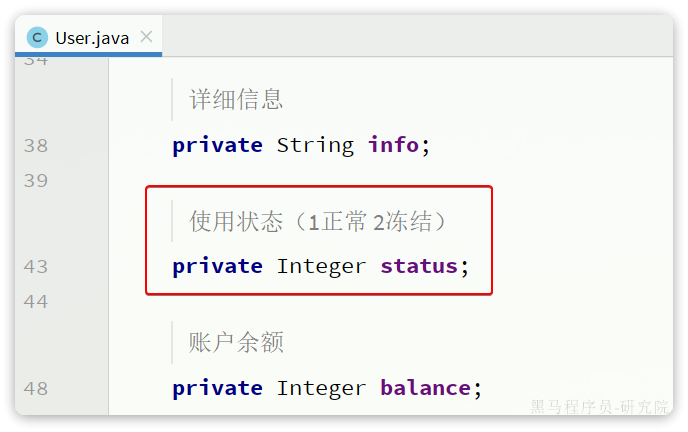 User.java
34
详细信息
38 private String info;
39
使用状态（1正常 2冻结）
43 private Integer status;
44
账户余额
48 private Integer balance;
黑马程序员-研究院